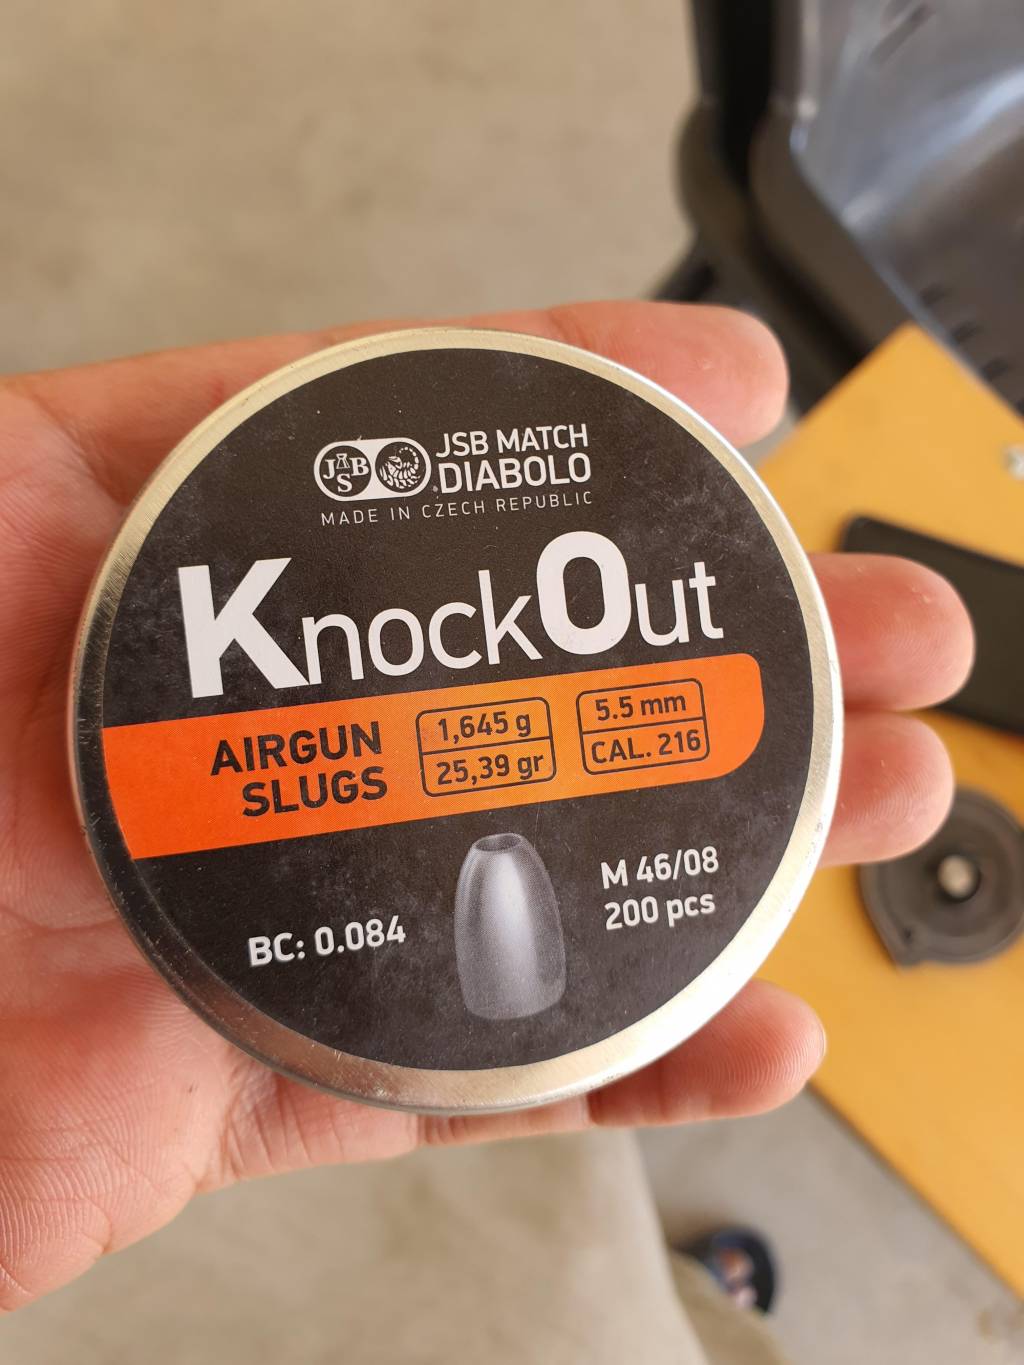 JSB
JSB MATCH
DIABOLO
MADE IN CZECH REPUBLIC
KnockOut
AIRGUN
SLUGS
1,645 g
25,39 gr
5.5 mm
CAL. 216
BC: 0.084
M 46/08
200 pcs